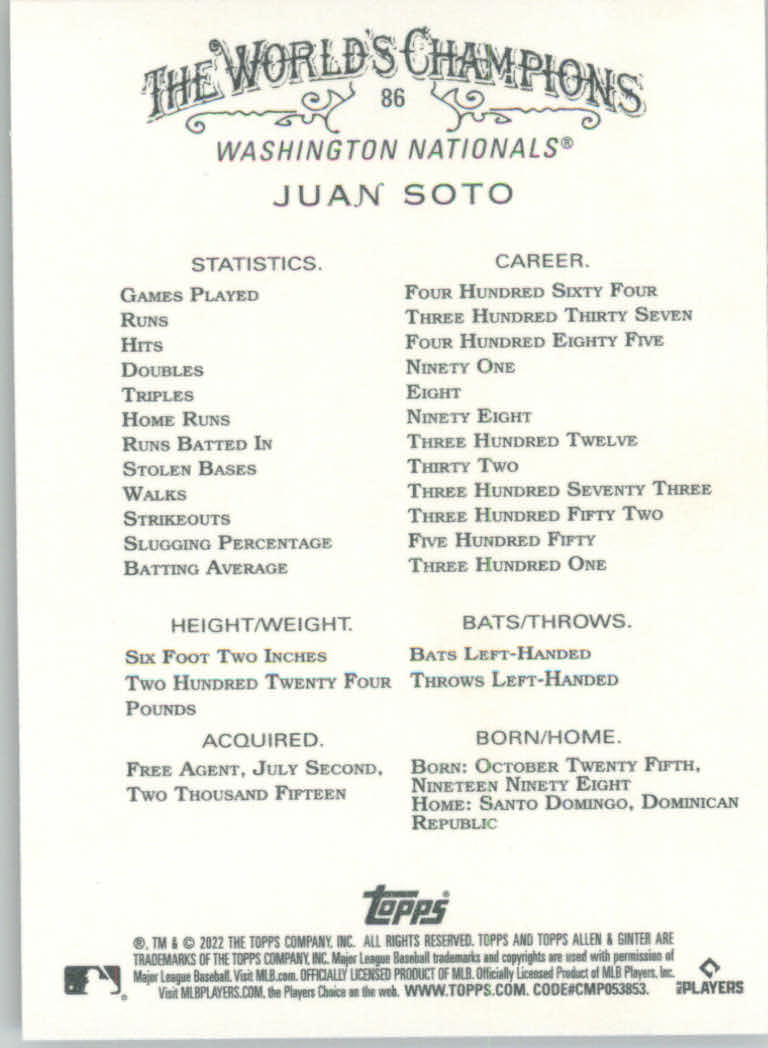 THE WORLD'S CHAMPIONS
86
WASHINGTON NATIONALS®
JUAN SOTO
STATISTICS. CAREER.
GAMES PLAYED FOUR HUNDRED SIXTY FOUR
RUNS THREE HUNDRED THIRTY SEVEN
HITS FOUR HUNDRED EIGHTY FIVE
DOUBLES NINETY ONE
TRIPLES EIGHT
HOME RUNS NINETY EIGHT
RUNS BATTED IN THREE HUNDRED TWELVE
STOLEN BASES THIRTY TWO
WALKS THREE HUNDRED SEVENTY THREE
STRIKEOUTS THREE HUNDRED FIFTY TWO
SLUGGING PERCENTAGE FIVE HUNDRED FIFTY
BATTING AVERAGE THREE HUNDRED ONE
HEIGHT/WEIGHT.
SIX FOOT TWO INCHES
TWO HUNDRED TWENTY FOUR
POUNDS
BATS/THROWS.
BATS LEFT-HANDED
THROWS LEFT-HANDED
ACQUIRED.
FREE AGENT, JULY SECOND,
TWO THOUSAND FIFTEEN
BORN/HOME.
BORN: OCTOBER TWENTY FIFTH,
NINETEEN NINETY EIGHT
HOME: SANTO DOMINGO, DOMINICAN
REPUBLIC
topps®
®, TM & © 2022 THE TOPPS COMPANY, INC. ALL RIGHTS RESERVED. TOPPS AND TOPPS ALLEN & GINTER ARE
TRADEMARKS OF THE TOPPS COMPANY, INC. Major League Baseball trademarks and copyrights are used with permission of
Major League Baseball. Visit MLB.com. OFFICIALLY LICENSED PRODUCT OF MLB. Officially Licensed Product of MLB Players, Inc.
Visit MLBPLAYERS.COM, the Players Choice on the web. WWW.TOPPS.COM. CODE#CMP053853.
MLB PLAYERS